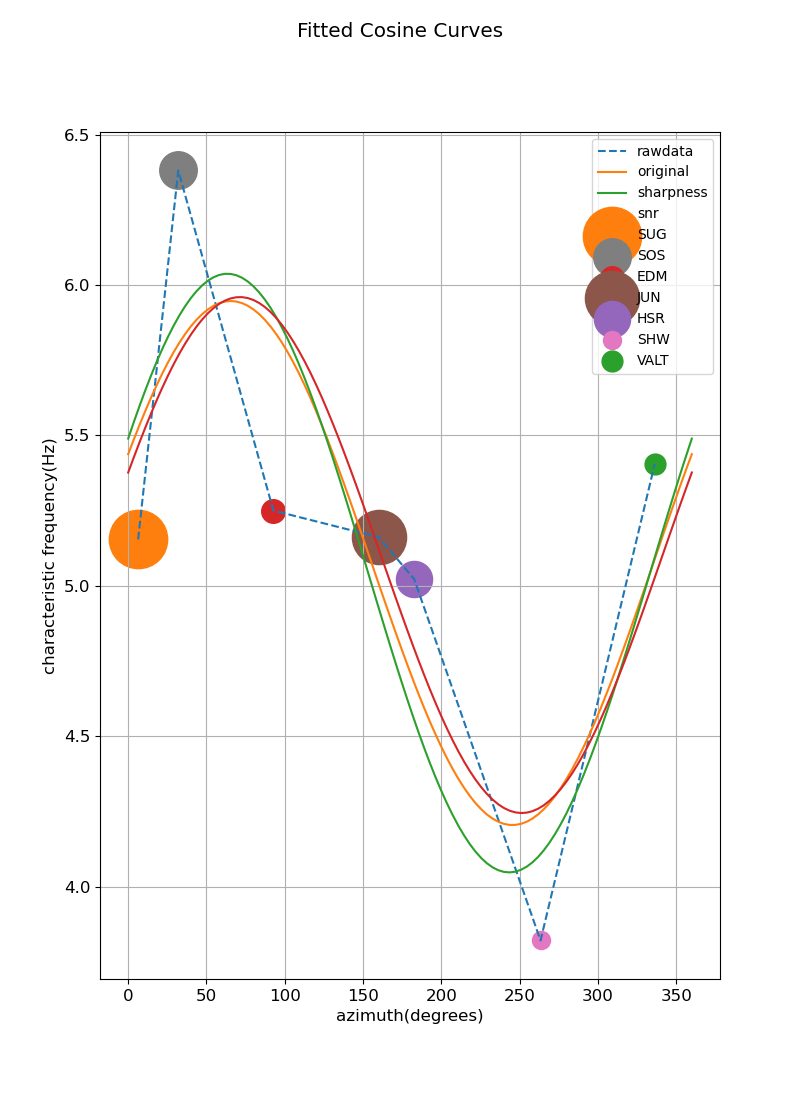 Fitted Cosine Curves
6.5
6.0
5.5
5.0
4.5
4.0
characteristic frequency(Hz)
rawdata
original
sharpness
snr
SUG
SOS
EDM
JUN
HSR
SHW
VALT
0 50 100 150 200 250 300 350
azimuth(degrees)